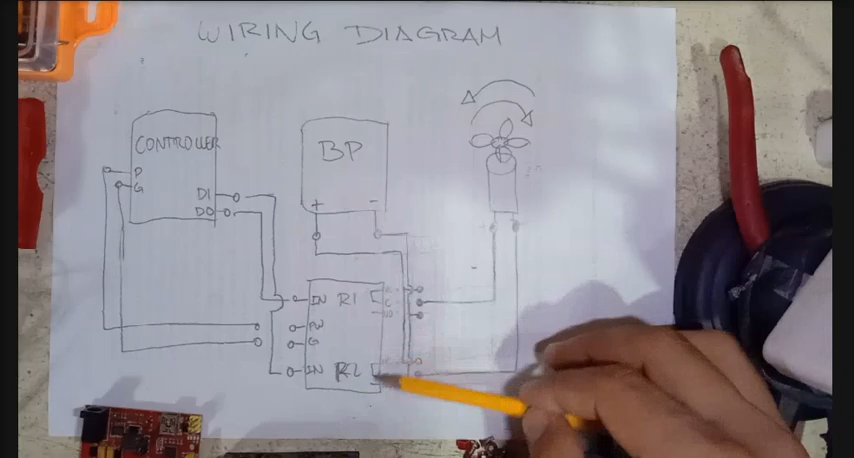 WIRING DIAGRAM
CONTROLLER
P
G
D1
D0
BP
+ -
IN R1
C
PW
G
IN R2